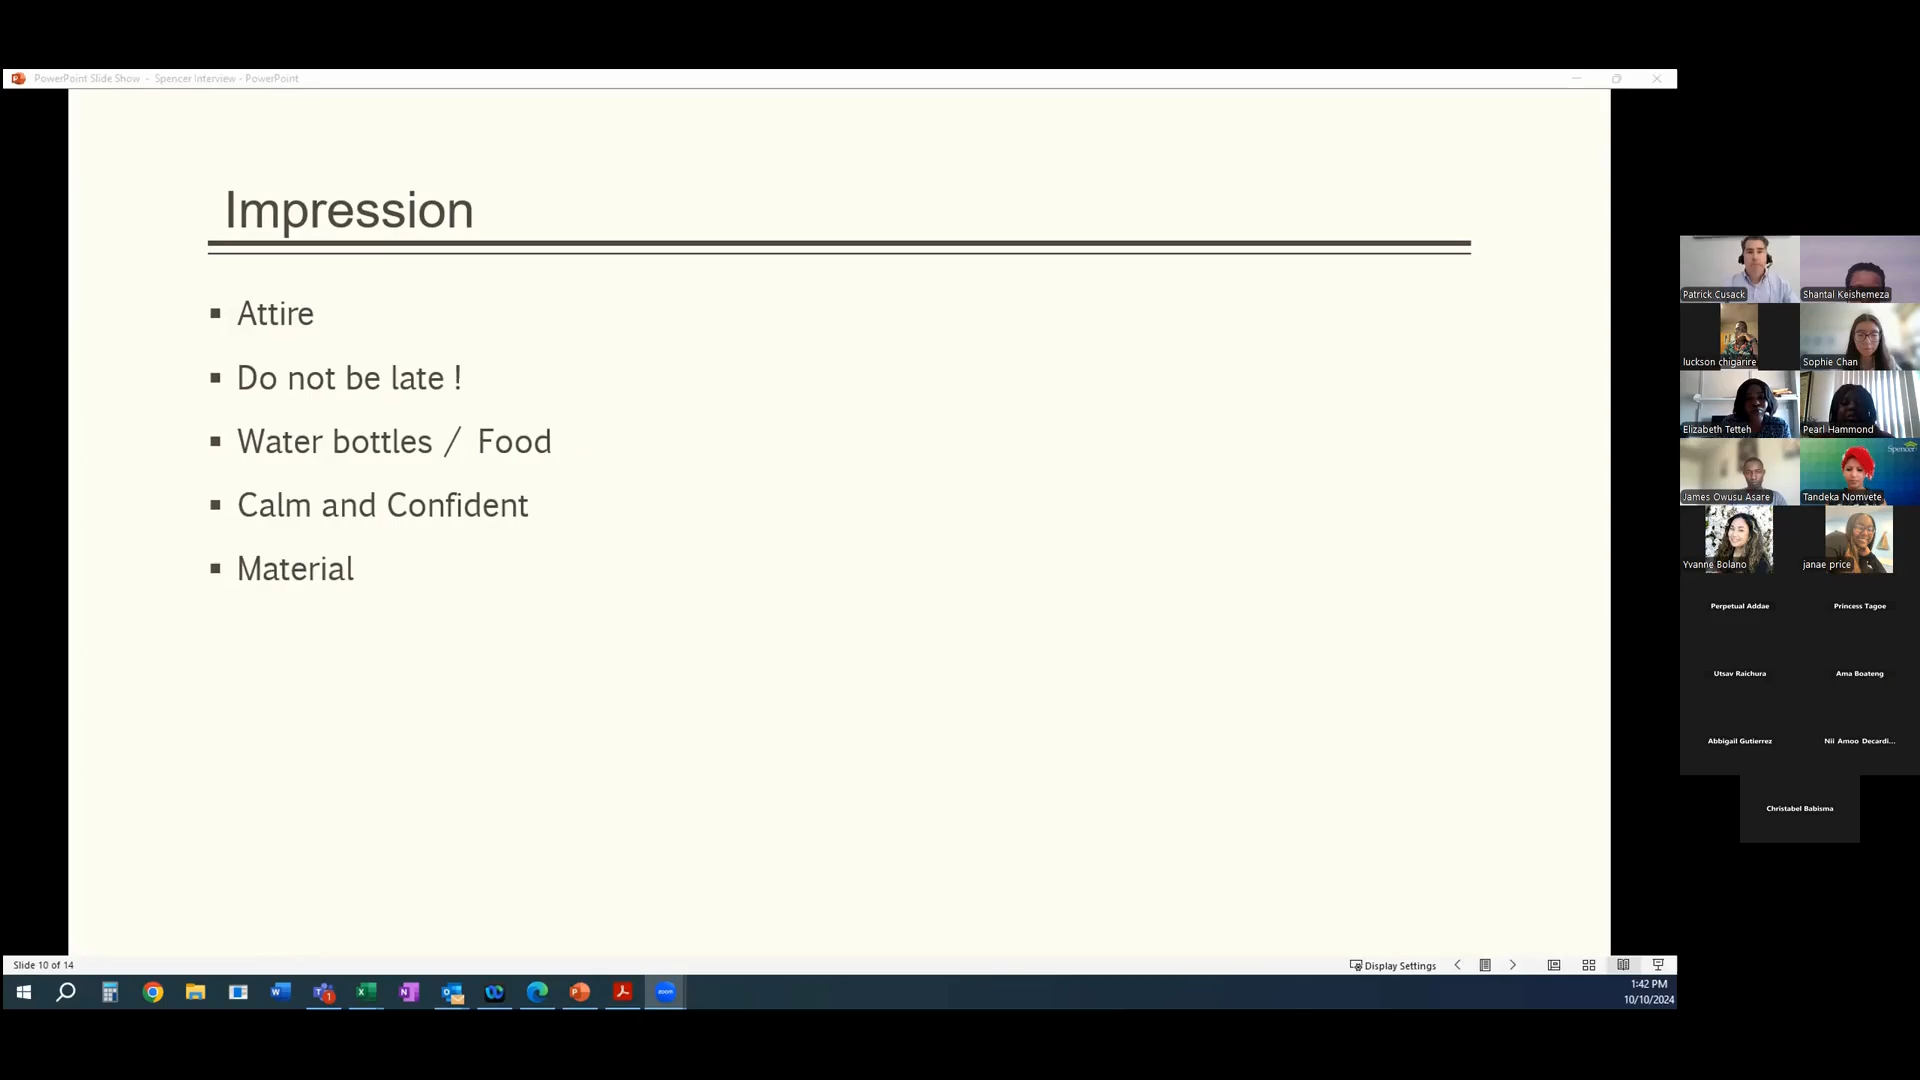 PowerPoint Slide Show - Spencer Interview - PowerPoint
Impression
Attire
Do not be late !
Water bottles / Food
Calm and Confident
Material
Slide 10 of 14
Display Settings
1:42 PM
10/10/2024
Patrick Cusack
Shantal Keishemeza
luckson chigarire
Sophie Chan
Elizabeth Tetteh
Pearl Hammond
James Owusu Asare
Spencer
Tandeka Nomvete
Yvanne Bolano
janae price
Perpetual Addae
Princess Tagoe
Utsav Raichura
Ama Boateng
Abbigail Gutierrez
Nii Amoo Decardi...
Christabel Babisma
zoom